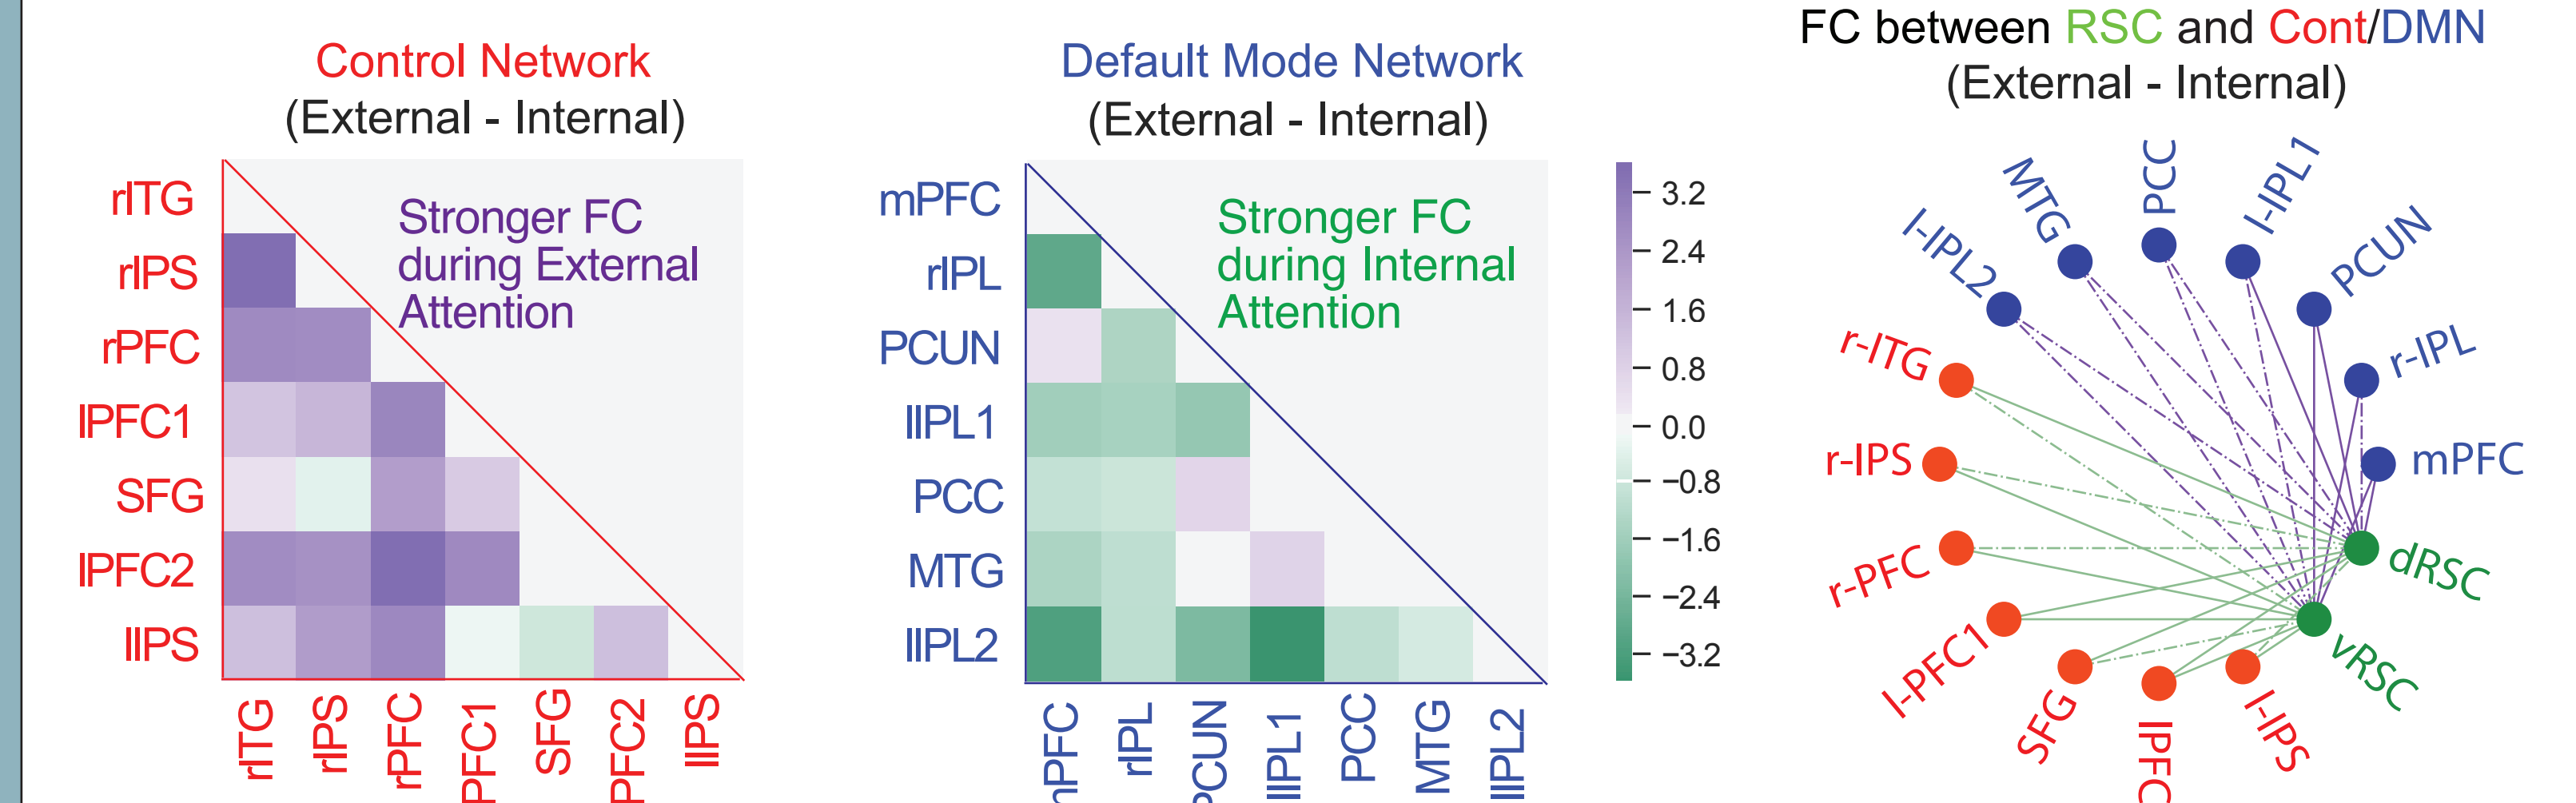 Control Network
(External - Internal)
Stronger FC
during External
Attention
rITG
rIPS
rPFC
lPFC1
SFG
lPFC2
lIPS
rITG
rIPS
rPFC
PFC1
SFG
PFC2
lIPS
Default Mode Network
(External - Internal)
Stronger FC
during Internal
Attention
mPFC
rIPL
PCUN
lIPL1
PCC
MTG
lIPL2
rIPL
PCUN
lIPL1
PCC
MTG
lIPL2
3.2
2.4
1.6
0.8
0.0
−0.8
−1.6
−2.4
−3.2
FC between RSC and Cont/DMN
(External - Internal)
l-IPL2
MTG
PCC
l-IPL1
PCUN
r-IPL
mPFC
dRSC
vRSC
r-ITG
r-IPS
r-PFC
l-PFC1
SFG
lPFC
l-IPS